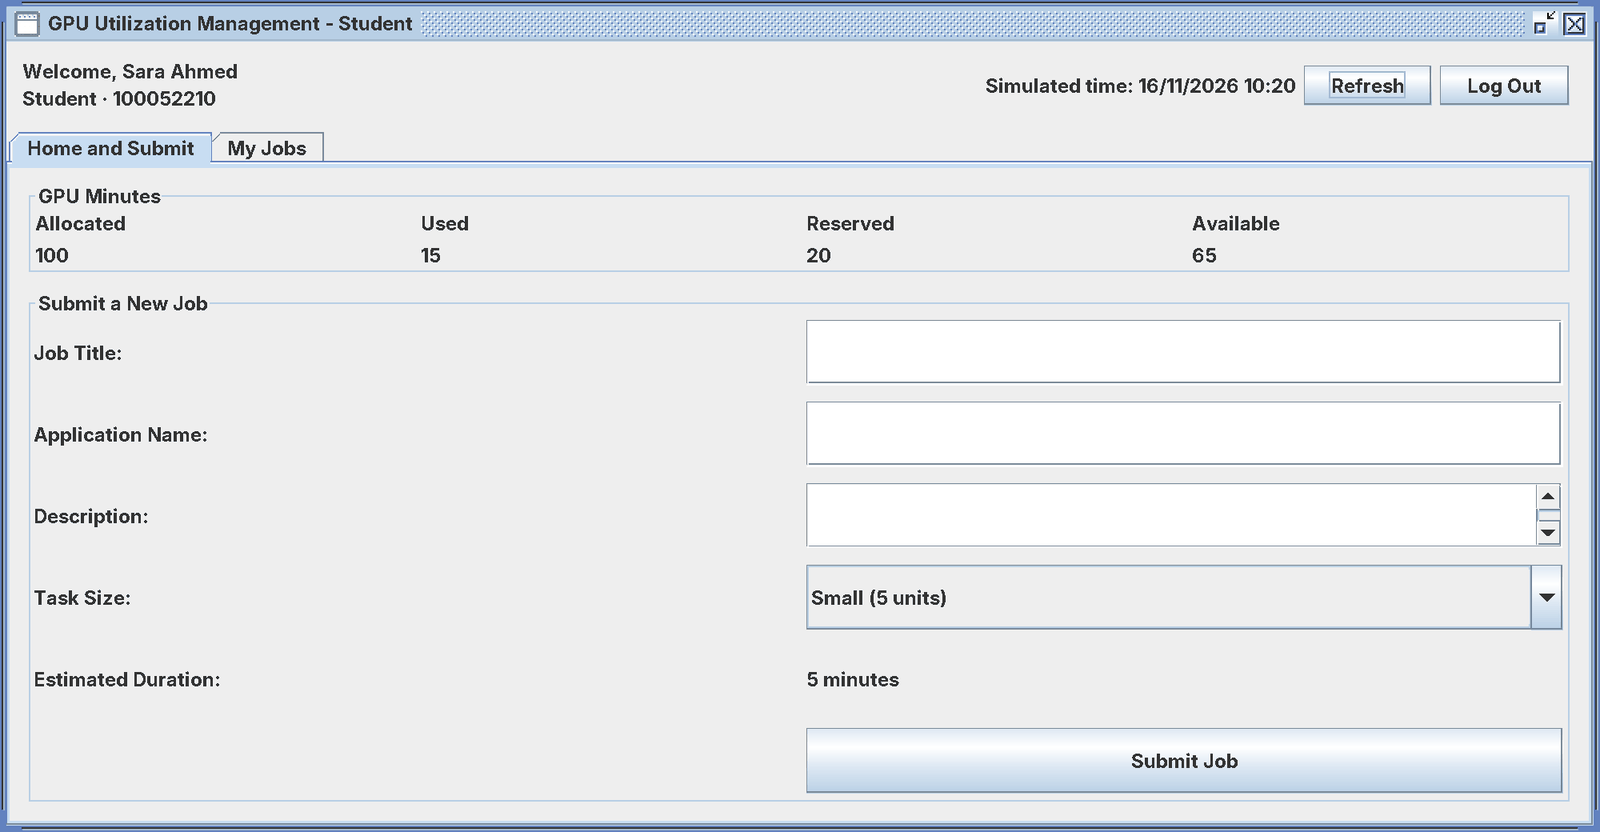 GPU Utilization Management - Student
Welcome, Sara Ahmed
Student · 100052210
Simulated time: 16/11/2026 10:20
Refresh
Log Out
Home and Submit
My Jobs
GPU Minutes
Allocated
Used
Reserved
Available
100
15
20
65
Submit a New Job
Job Title:
Application Name:
Description:
Task Size:
Small (5 units)
Estimated Duration:
5 minutes
Submit Job